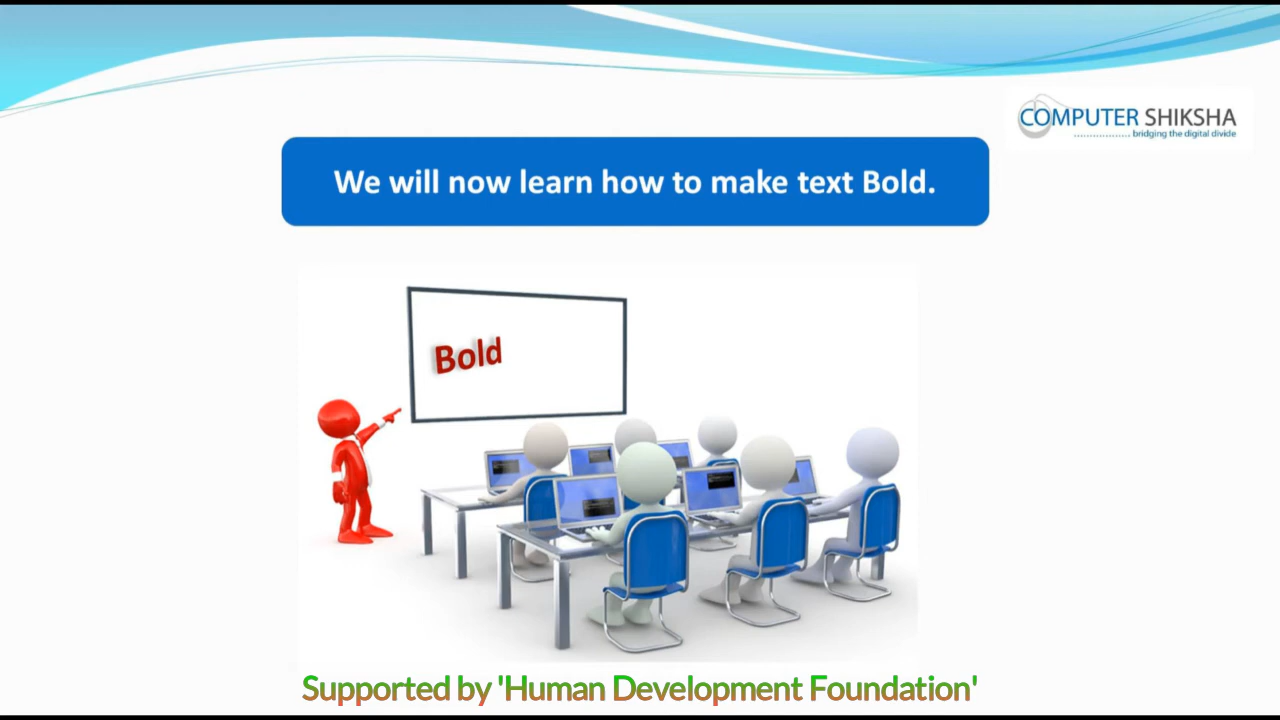 COMPUTER SHIKSHA
bridging the digital divide
We will now learn how to make text Bold.
Bold
Supported by 'Human Development Foundation'